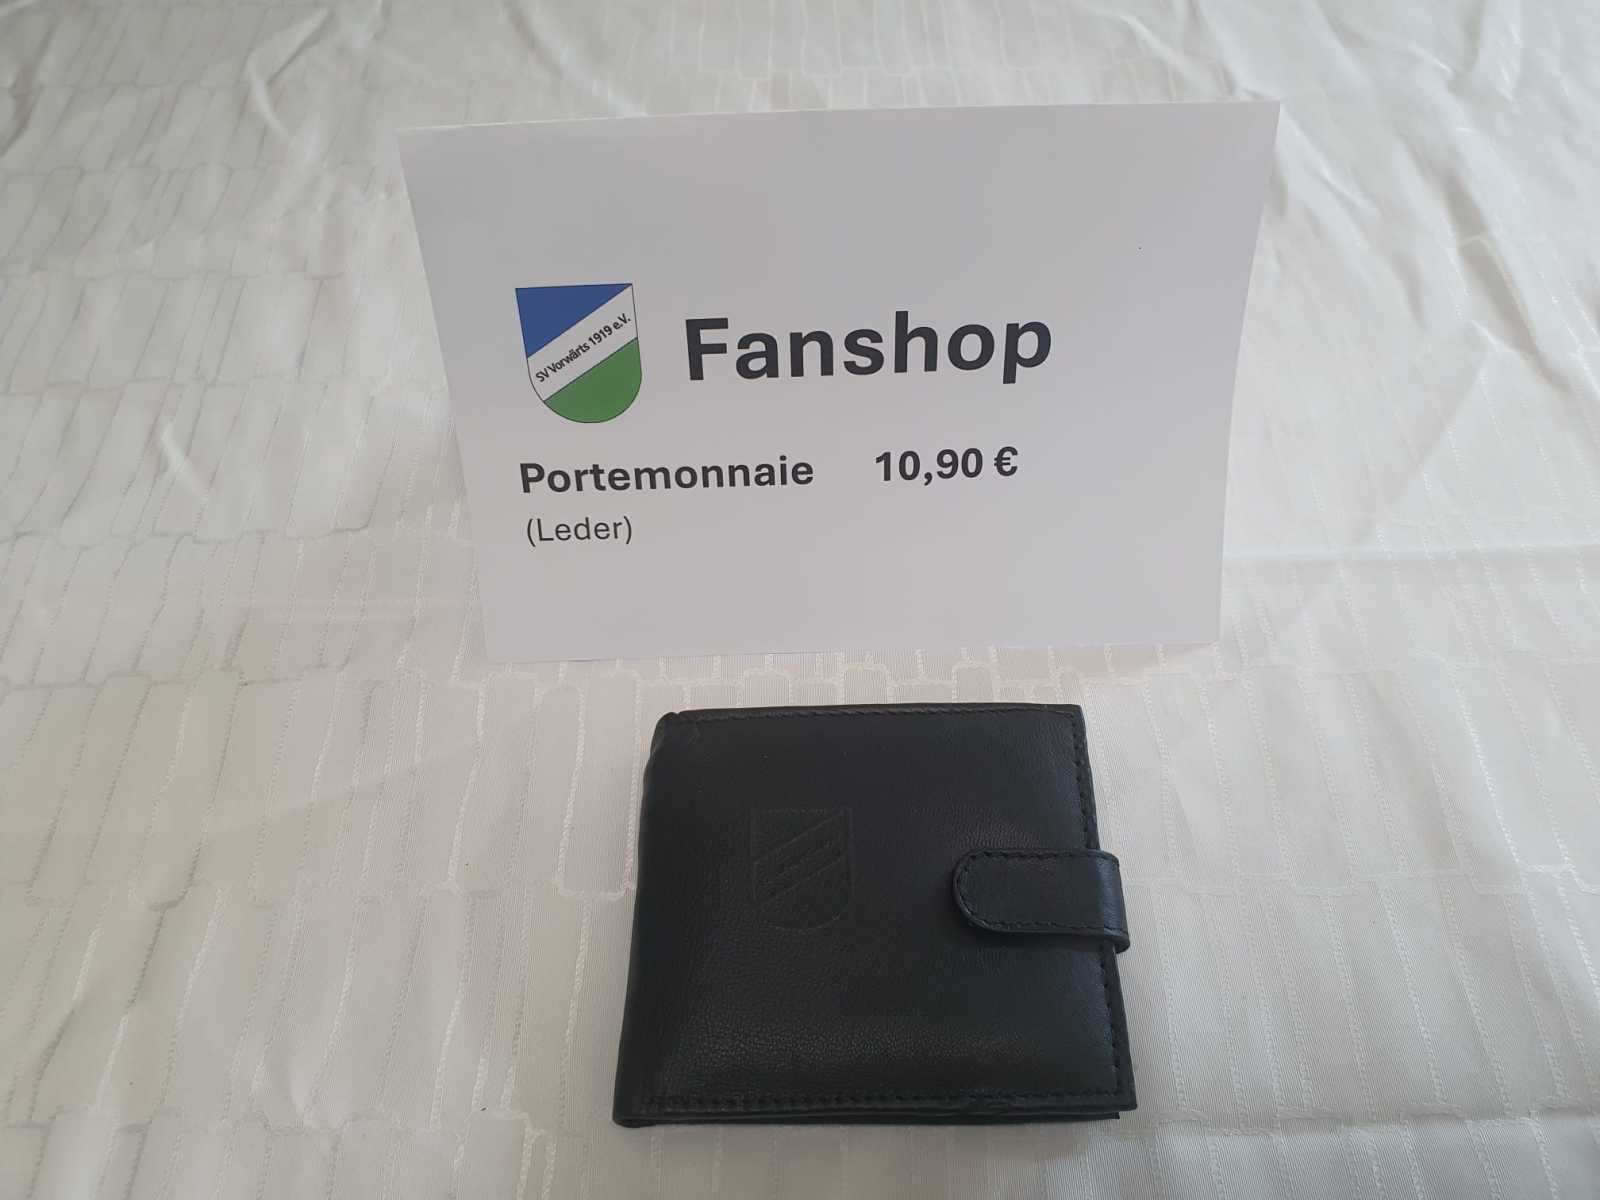 SV Vorwärts 1919 e.V.
Fanshop
Portemonnaie 10,90 €
(Leder)